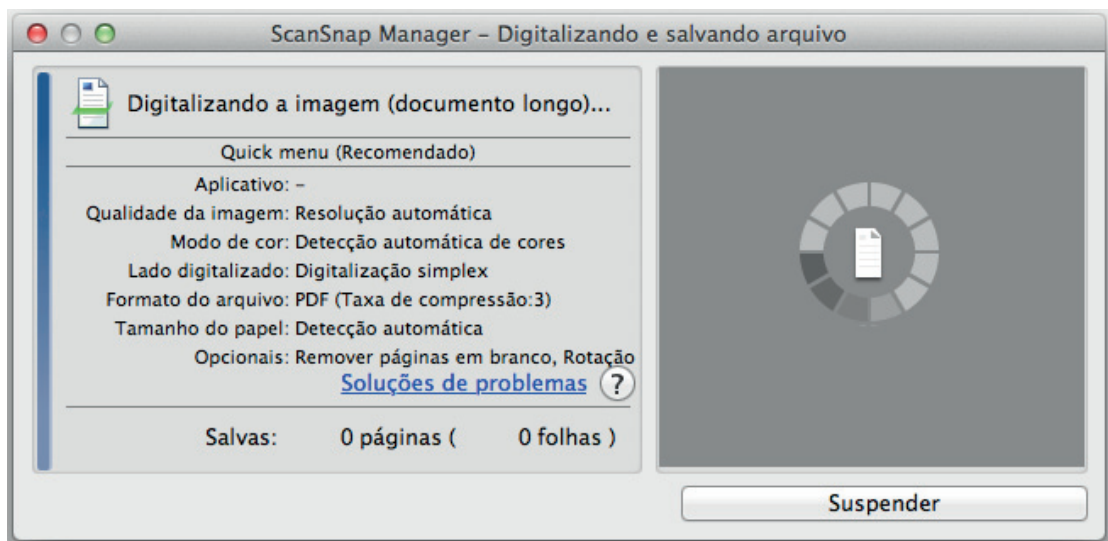 ScanSnap Manager – Digitalizando e salvando arquivo
Digitalizando a imagem (documento longo)...
Quick menu (Recomendado)
Aplicativo: –
Qualidade da imagem: Resolução automática
Modo de cor: Detecção automática de cores
Lado digitalizado: Digitalização simplex
Formato do arquivo: PDF (Taxa de compressão:3)
Tamanho do papel: Detecção automática
Opcionais: Remover páginas em branco, Rotação
Soluções de problemas ?
Salvas: 0 páginas ( 0 folhas )
Suspender